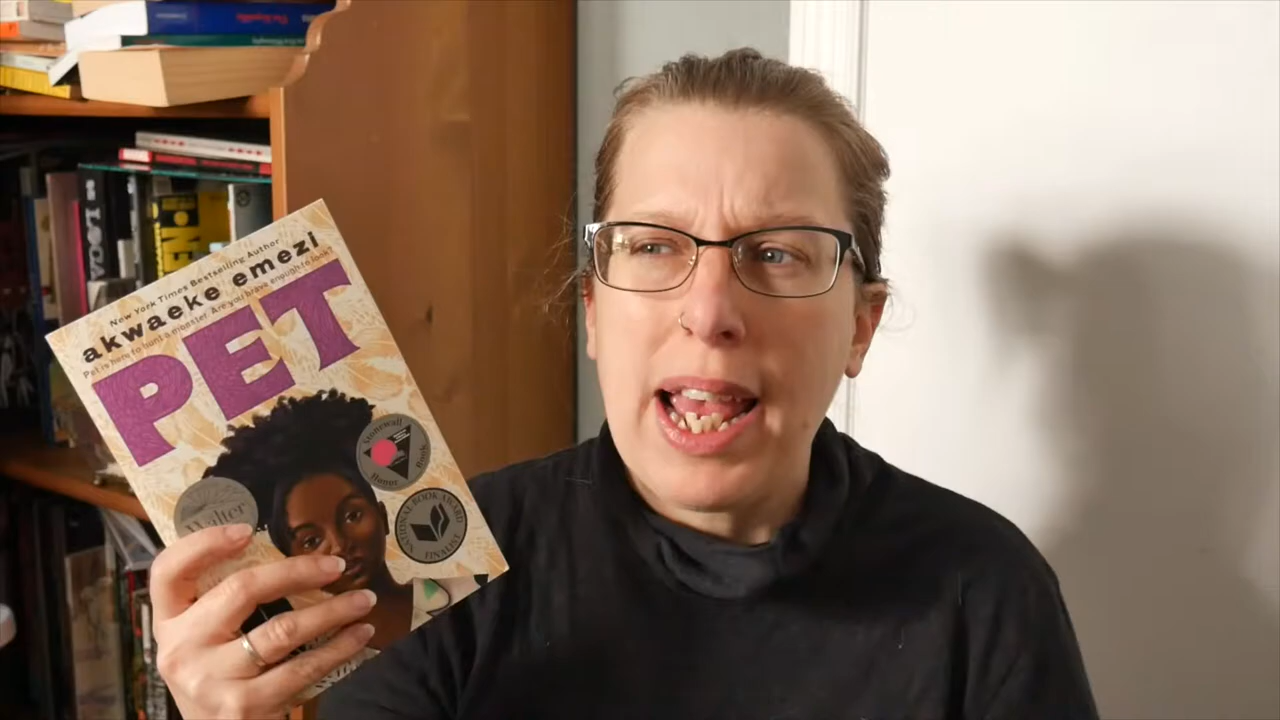 New York Times Bestselling Author
akwaeke emezi
Pet is here to hunt a monster. Are you brave enough to look?
PET
Stonewall
Book
Honor
Walter
NATIONAL BOOK AWARD
FINALIST